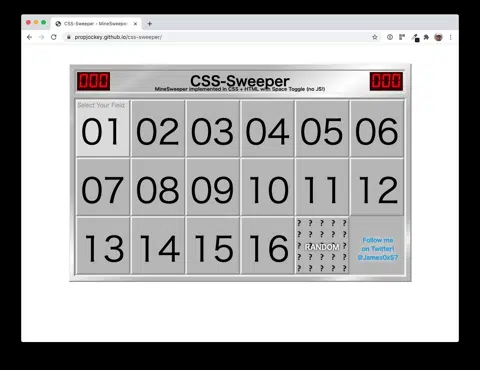 CSS-Sweeper - MineSweeper
propjockey.github.io/css-sweeper/
000
CSS-Sweeper
MineSweeper implemented in CSS + HTML with Space Toggle (no JS!)
000
Select Your Field:
01 02 03 04 05 06
07 08 09 10 11 12
13 14 15 16
? ? ? ? ?
? ? ? ? ?
? RANDOM ?
? ? ? ? ?
? ? ? ? ?
Follow me
on Twitter!
@James0x57